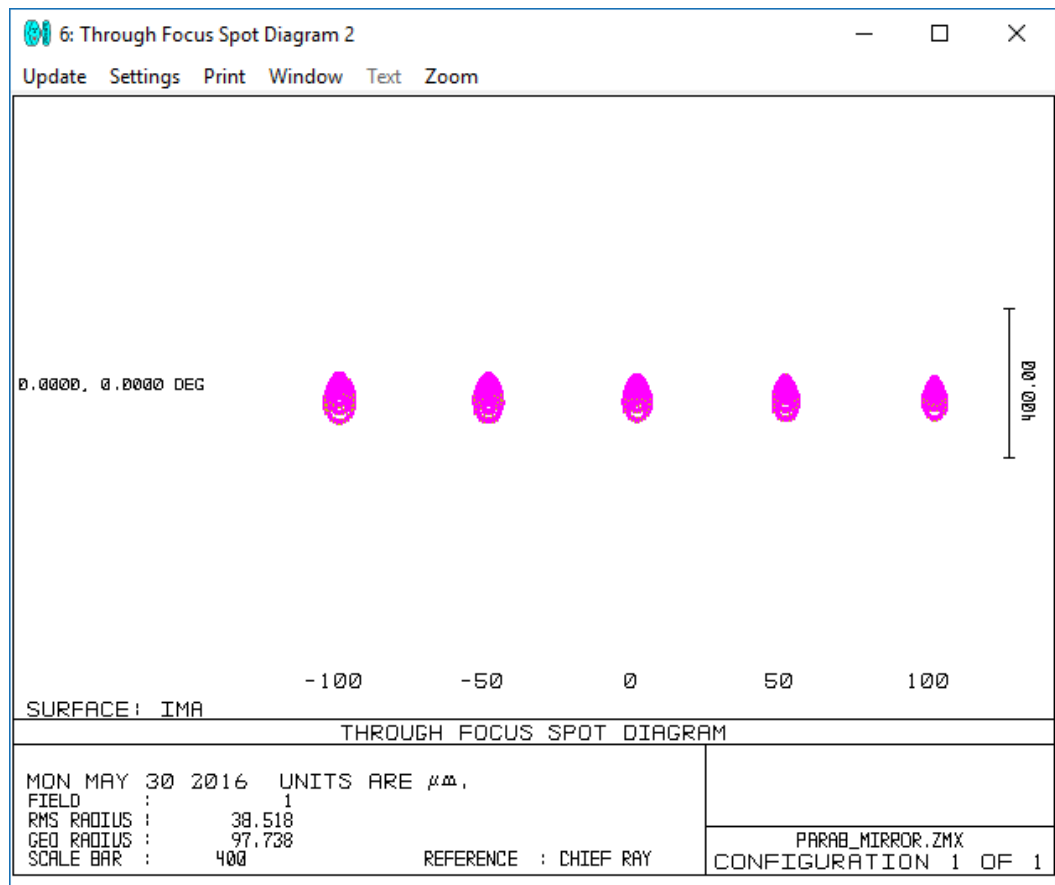 6: Through Focus Spot Diagram 2
Update Settings Print Window Text Zoom
0.0000, 0.0000 DEG
400.00
-100 -50 0 50 100
SURFACE: IMA
THROUGH FOCUS SPOT DIAGRAM
MON MAY 30 2016 UNITS ARE µm.
FIELD : 1
RMS RADIUS : 38.518
GEO RADIUS : 97.738
SCALE BAR : 400 REFERENCE : CHIEF RAY
PARAB_MIRROR.ZMX
CONFIGURATION 1 OF 1